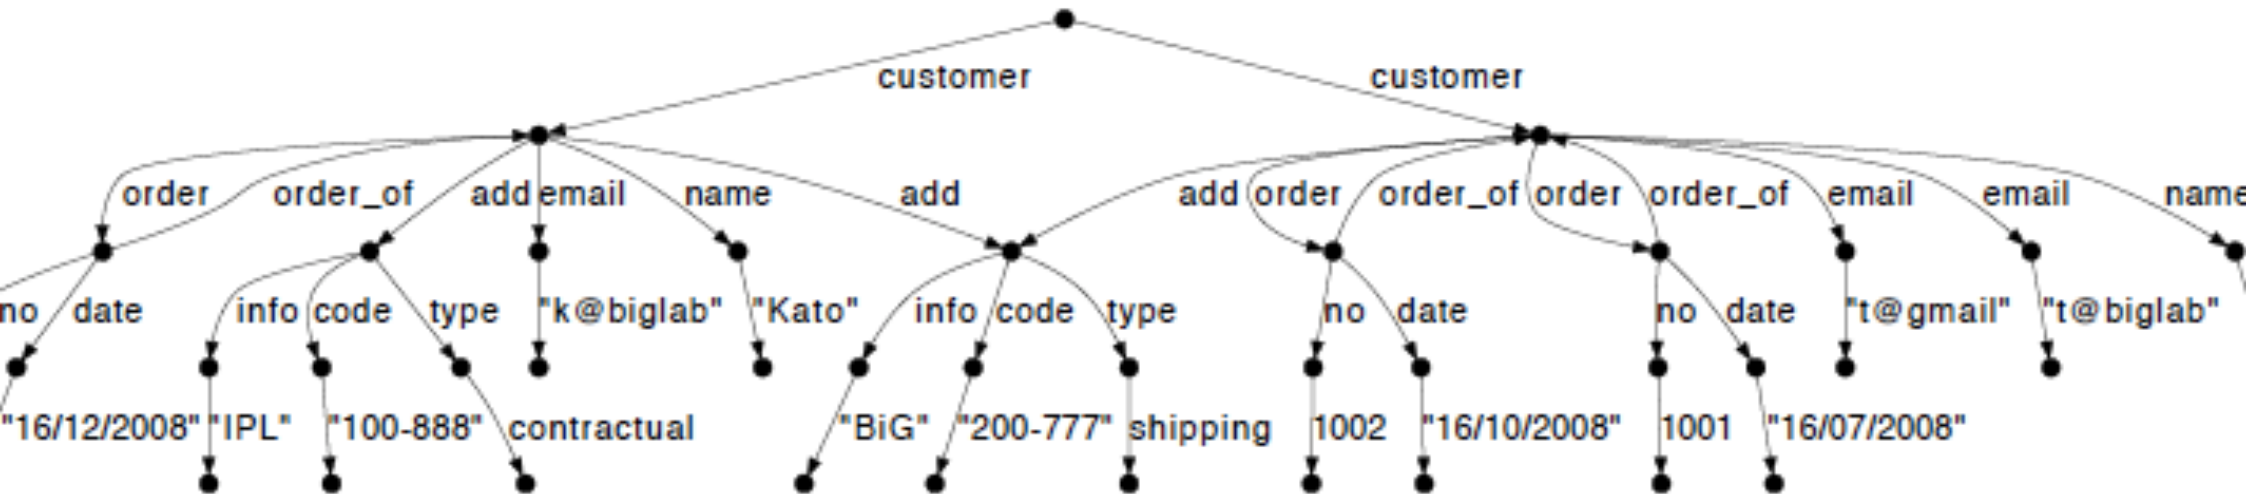 customer customer
order order_of add email name add add order order_of order order_of email email name
no date info code type "k@biglab" "Kato" info code type no date no date "t@gmail" "t@biglab"
"16/12/2008" "IPL" "100-888" contractual "BiG" "200-777" shipping 1002 "16/10/2008" 1001 "16/07/2008"